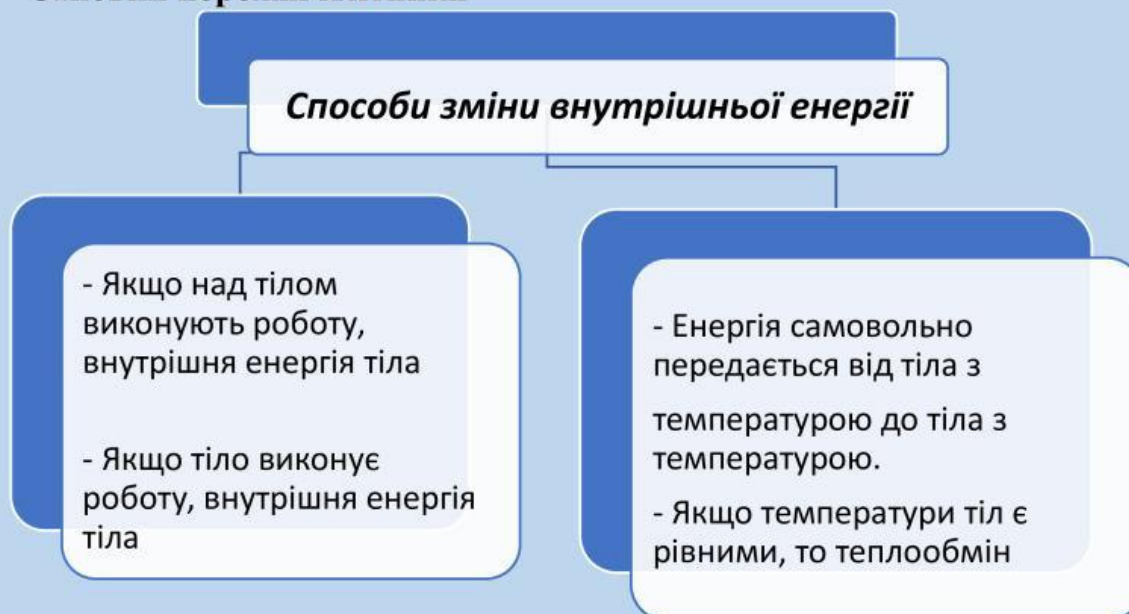 Способи зміни внутрішньої енергії
- Якщо над тілом
виконують роботу,
внутрішня енергія тіла
- Якщо тіло виконує
роботу, внутрішня енергія
тіла
- Енергія самовольно
передається від тіла з
температурою до тіла з
температурою.
- Якщо температури тіл є
рівними, то теплообмін